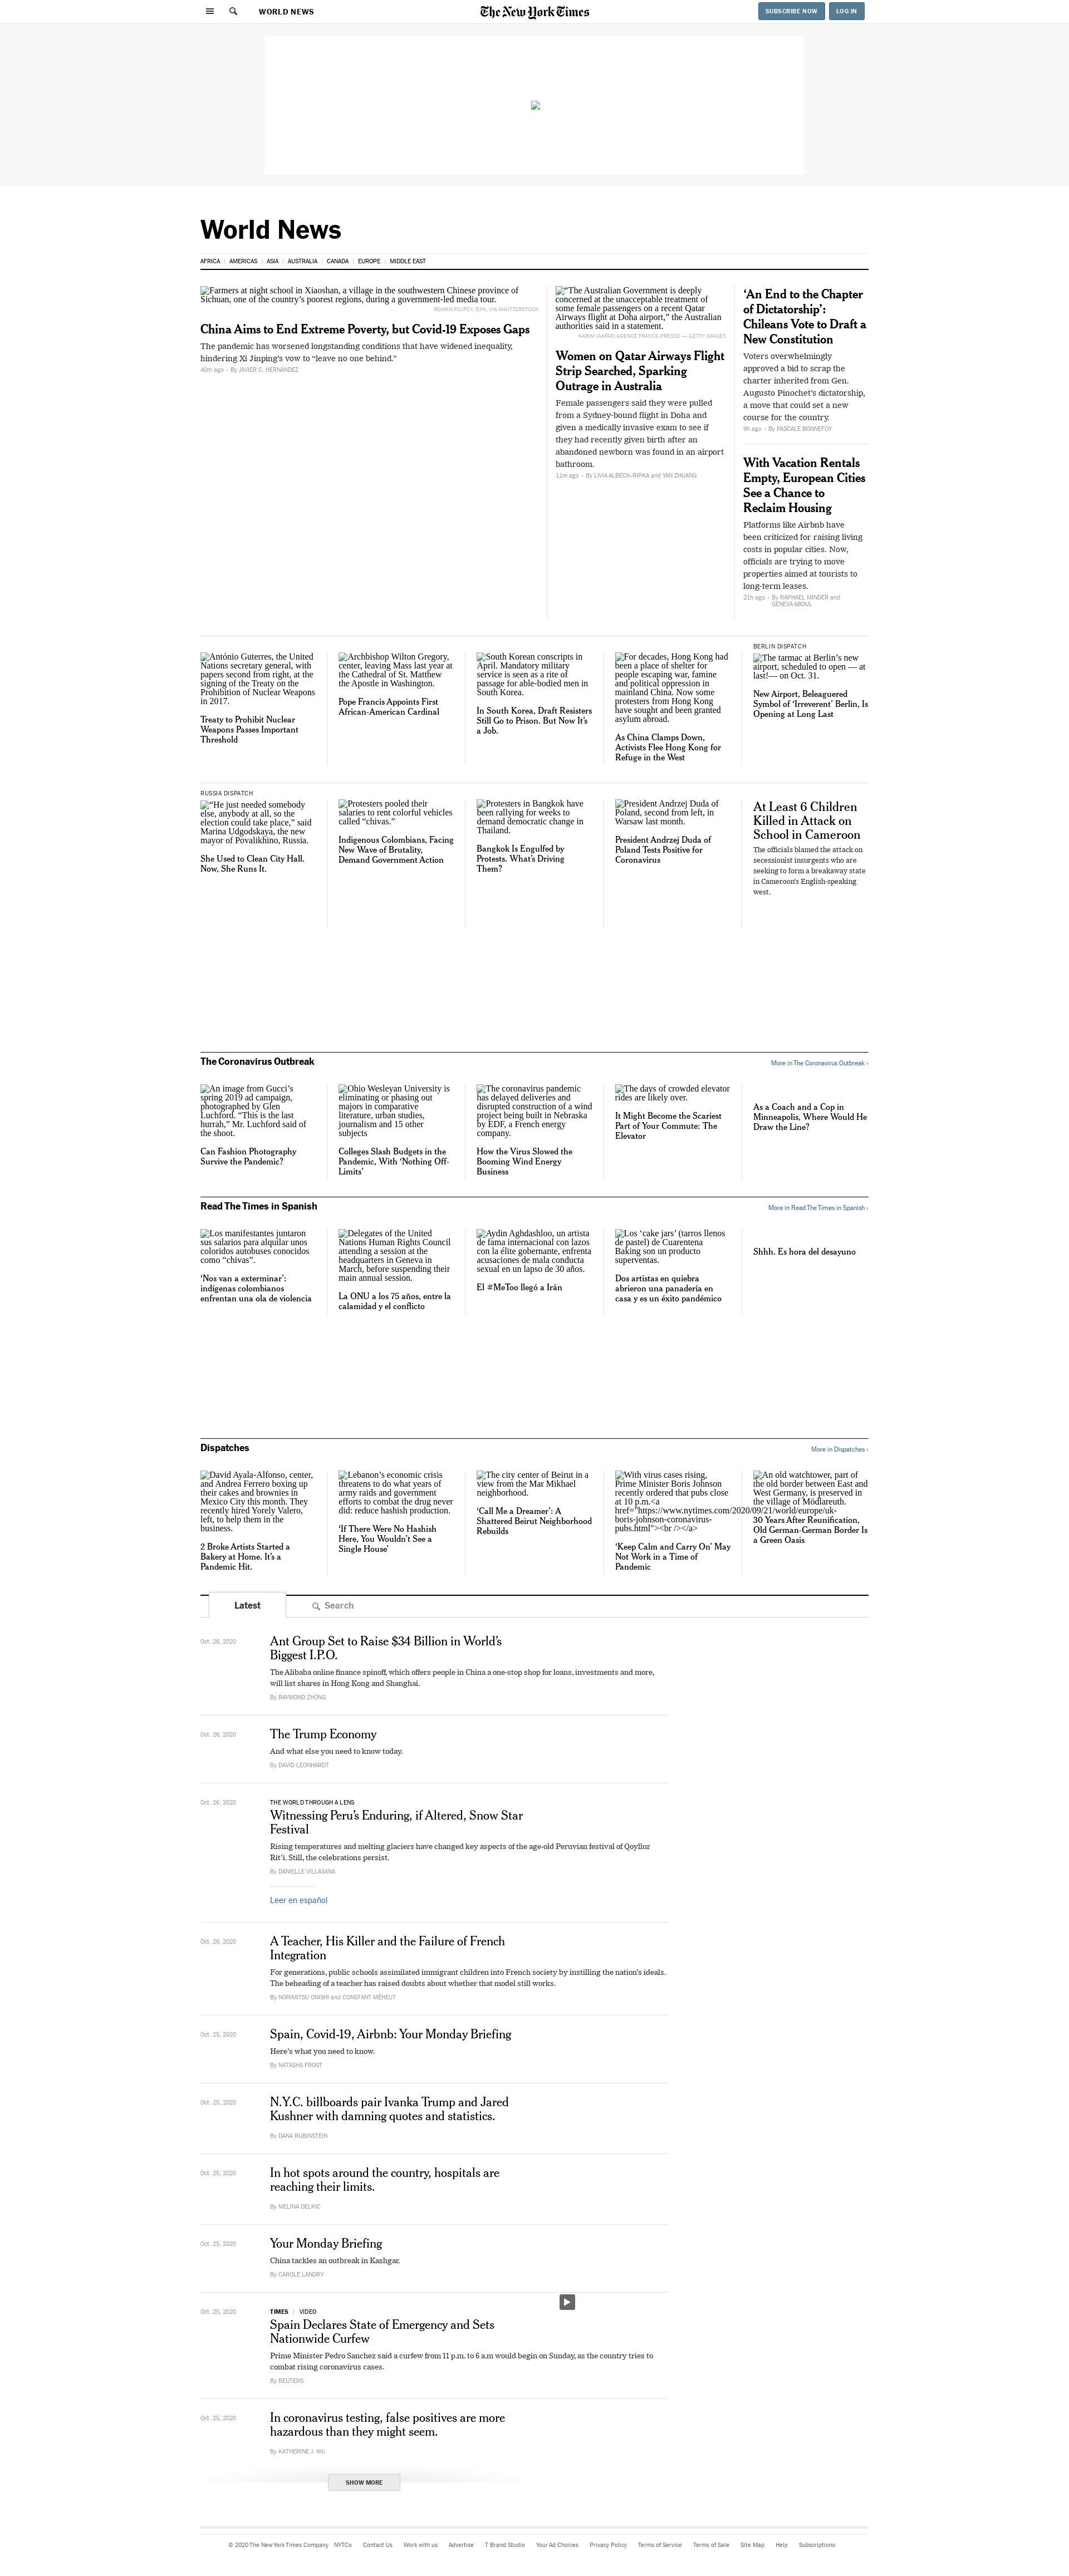 WORLD NEWS
The New York Times
SUBSCRIBE NOW
LOG IN
World News
AFRICA
AMERICAS
ASIA
AUSTRALIA
CANADA
EUROPE
MIDDLE EAST
Farmers at night school in Xiaoshan, a village in the southwestern Chinese province of
Sichuan, one of the country’s poorest regions, during a government-led media tour.
ROMAN PILIPEY/EPA, VIA SHUTTERSTOCK
China Aims to End Extreme Poverty, but Covid-19 Exposes Gaps
The pandemic has worsened longstanding conditions that have widened inequality,
hindering Xi Jinping’s vow to “leave no one behind.”
40m ago · By JAVIER C. HERNÁNDEZ
“The Australian Government is deeply
concerned at the unacceptable treatment of
some female passengers on a recent Qatar
Airways flight at Doha airport,” the Australian
authorities said in a statement.
KARIM JAAFAR/AGENCE FRANCE-PRESSE — GETTY IMAGES
Women on Qatar Airways Flight
Strip Searched, Sparking
Outrage in Australia
Female passengers said they were pulled
from a Sydney-bound flight in Doha and
given a medically invasive exam to see if
they had recently given birth after an
abandoned newborn was found in an airport
bathroom.
11m ago · By LIVIA ALBECK-RIPKA and YAN ZHUANG
‘An End to the Chapter
of Dictatorship’:
Chileans Vote to Draft a
New Constitution
Voters overwhelmingly
approved a bid to scrap the
charter inherited from Gen.
Augusto Pinochet’s dictatorship,
a move that could set a new
course for the country.
9h ago · By PASCALE BONNEFOY
With Vacation Rentals
Empty, European Cities
See a Chance to
Reclaim Housing
Platforms like Airbnb have
been criticized for raising living
costs in popular cities. Now,
officials are trying to move
properties aimed at tourists to
long-term leases.
21h ago · By RAPHAEL MINDER and
GENEVA ABDUL
António Guterres, the United
Nations secretary general, with
papers second from right, at the
signing of the Treaty on the
Prohibition of Nuclear Weapons
in 2017.
Treaty to Prohibit Nuclear
Weapons Passes Important
Threshold
Archbishop Wilton Gregory,
center, leaving Mass last year at
the Cathedral of St. Matthew
the Apostle in Washington.
Pope Francis Appoints First
African-American Cardinal
South Korean conscripts in
April. Mandatory military
service is seen as a rite of
passage for able-bodied men in
South Korea.
In South Korea, Draft Resisters
Still Go to Prison. But Now It’s
a Job.
For decades, Hong Kong had
been a place of shelter for
people escaping war, famine
and political oppression in
mainland China. Now some
protesters from Hong Kong
have sought and been granted
asylum abroad.
As China Clamps Down,
Activists Flee Hong Kong for
Refuge in the West
BERLIN DISPATCH
The tarmac at Berlin’s new
airport, scheduled to open — at
last!— on Oct. 31.
New Airport, Beleaguered
Symbol of ‘Irreverent’ Berlin, Is
Opening at Long Last
RUSSIA DISPATCH
“He just needed somebody
else, anybody at all, so the
election could take place,” said
Marina Udgodskaya, the new
mayor of Povalikhino, Russia.
She Used to Clean City Hall.
Now, She Runs It.
Protesters pooled their
salaries to rent colorful vehicles
called “chivas.”
Indigenous Colombians, Facing
New Wave of Brutality,
Demand Government Action
Protesters in Bangkok have
been rallying for weeks to
demand democratic change in
Thailand.
Bangkok Is Engulfed by
Protests. What’s Driving
Them?
President Andrzej Duda of
Poland, second from left, in
Warsaw last month.
President Andrzej Duda of
Poland Tests Positive for
Coronavirus
At Least 6 Children
Killed in Attack on
School in Cameroon
The officials blamed the attack on
secessionist insurgents who are
seeking to form a breakaway state
in Cameroon’s English-speaking
west.
The Coronavirus Outbreak
More in The Coronavirus Outbreak ›
An image from Gucci’s
spring 2019 ad campaign,
photographed by Glen
Luchford. “This is the last
hurrah,” Mr. Luchford said of
the shoot.
Can Fashion Photography
Survive the Pandemic?
Ohio Wesleyan University is
eliminating or phasing out
majors in comparative
literature, urban studies,
journalism and 15 other
subjects
Colleges Slash Budgets in the
Pandemic, With ‘Nothing Off-
Limits’
The coronavirus pandemic
has delayed deliveries and
disrupted construction of a wind
project being built in Nebraska
by EDF, a French energy
company.
How the Virus Slowed the
Booming Wind Energy
Business
The days of crowded elevator
rides are likely over.
It Might Become the Scariest
Part of Your Commute: The
Elevator
As a Coach and a Cop in
Minneapolis, Where Would He
Draw the Line?
Read The Times in Spanish
More in Read The Times in Spanish ›
Los manifestantes juntaron
sus salarios para alquilar unos
coloridos autobuses conocidos
como “chivas”.
‘Nos van a exterminar’:
indígenas colombianos
enfrentan una ola de violencia
Delegates of the United
Nations Human Rights Council
attending a session at the
headquarters in Geneva in
March, before suspending their
main annual session.
La ONU a los 75 años, entre la
calamidad y el conflicto
Aydin Aghdashloo, un artista
de fama internacional con lazos
con la élite gobernante, enfrenta
acusaciones de mala conducta
sexual en un lapso de 30 años.
El #MeToo llegó a Irán
Los ‘cake jars’ (tarros llenos
de pastel) de Cuarentena
Baking son un producto
superventas.
Dos artistas en quiebra
abrieron una panadería en
casa y es un éxito pandémico
Shhh. Es hora del desayuno
Dispatches
More in Dispatches ›
David Ayala-Alfonso, center,
and Andrea Ferrero boxing up
their cakes and brownies in
Mexico City this month. They
recently hired Yorely Valero,
left, to help them in the
business.
2 Broke Artists Started a
Bakery at Home. It’s a
Pandemic Hit.
Lebanon’s economic crisis
threatens to do what years of
army raids and government
efforts to combat the drug never
did: reduce hashish production.
‘If There Were No Hashish
Here, You Wouldn’t See a
Single House’
The city center of Beirut in a
view from the Mar Mikhael
neighborhood.
‘Call Me a Dreamer’: A
Shattered Beirut Neighborhood
Rebuilds
With virus cases rising,
Prime Minister Boris Johnson
recently ordered that pubs close
at 10 p.m.<a
href="https://www.nytimes.com/2020/09/21/world/europe/uk-
boris-johnson-coronavirus-
pubs.html"><br /></a>
‘Keep Calm and Carry On’ May
Not Work in a Time of
Pandemic
An old watchtower, part of
the old border between East and
West Germany, is preserved in
the village of Mödlareuth.
30 Years After Reunification,
Old German-German Border Is
a Green Oasis
Latest
Search
Oct. 26, 2020
Ant Group Set to Raise $34 Billion in World’s
Biggest I.P.O.
The Alibaba online finance spinoff, which offers people in China a one-stop shop for loans, investments and more,
will list shares in Hong Kong and Shanghai.
By RAYMOND ZHONG
Oct. 26, 2020
The Trump Economy
And what else you need to know today.
By DAVID LEONHARDT
Oct. 26, 2020
THE WORLD THROUGH A LENS
Witnessing Peru’s Enduring, if Altered, Snow Star
Festival
Rising temperatures and melting glaciers have changed key aspects of the age-old Peruvian festival of Qoyllur
Rit’i. Still, the celebrations persist.
By DANIELLE VILLASANA
Leer en español
Oct. 26, 2020
A Teacher, His Killer and the Failure of French
Integration
For generations, public schools assimilated immigrant children into French society by instilling the nation’s ideals.
The beheading of a teacher has raised doubts about whether that model still works.
By NORIMITSU ONISHI and CONSTANT MÉHEUT
Oct. 25, 2020
Spain, Covid-19, Airbnb: Your Monday Briefing
Here’s what you need to know.
By NATASHA FROST
Oct. 25, 2020
N.Y.C. billboards pair Ivanka Trump and Jared
Kushner with damning quotes and statistics.
By DANA RUBINSTEIN
Oct. 25, 2020
In hot spots around the country, hospitals are
reaching their limits.
By MELINA DELKIC
Oct. 25, 2020
Your Monday Briefing
China tackles an outbreak in Kashgar.
By CAROLE LANDRY
Oct. 25, 2020
TIMES | VIDEO
Spain Declares State of Emergency and Sets
Nationwide Curfew
Prime Minister Pedro Sanchez said a curfew from 11 p.m. to 6 a.m would begin on Sunday, as the country tries to
combat rising coronavirus cases.
By REUTERS
Oct. 25, 2020
In coronavirus testing, false positives are more
hazardous than they might seem.
By KATHERINE J. WU
SHOW MORE
© 2020 The New York Times Company
NYTCo
Contact Us
Work with us
Advertise
T Brand Studio
Your Ad Choices
Privacy Policy
Terms of Service
Terms of Sale
Site Map
Help
Subscriptions